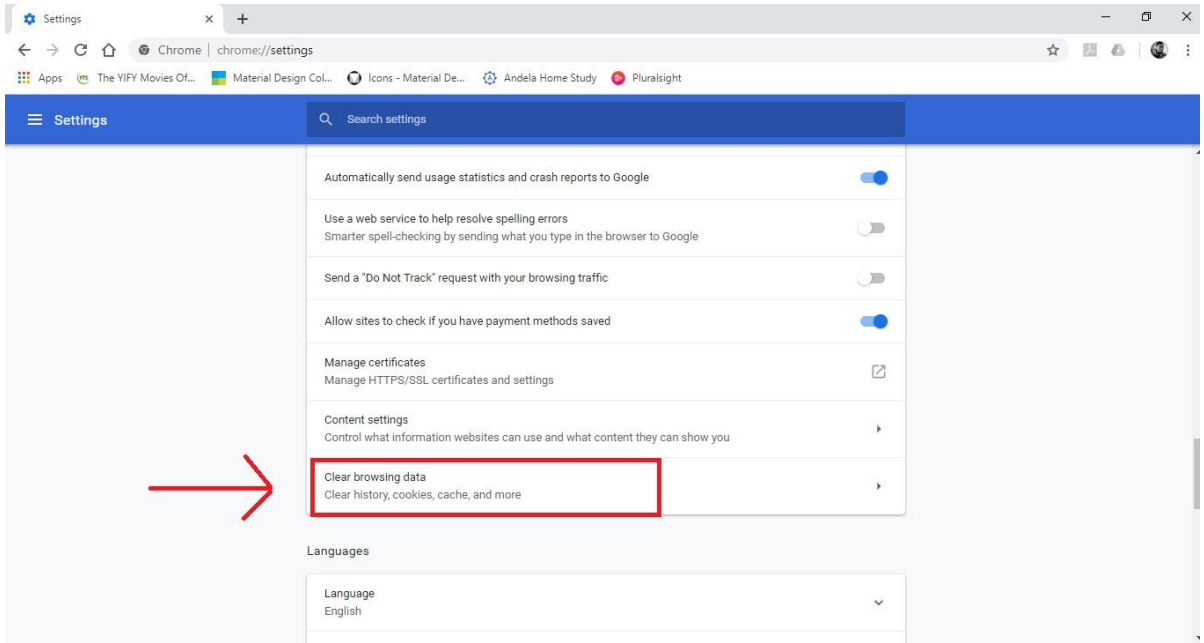 Settings
Chrome | chrome://settings
Apps The YIFY Movies Of... Material Design Col... Icons - Material De... Andela Home Study Pluralsight
Settings
Search settings
Automatically send usage statistics and crash reports to Google
Use a web service to help resolve spelling errors
Smarter spell-checking by sending what you type in the browser to Google
Send a "Do Not Track" request with your browsing traffic
Allow sites to check if you have payment methods saved
Manage certificates
Manage HTTPS/SSL certificates and settings
Content settings
Control what information websites can use and what content they can show you
Clear browsing data
Clear history, cookies, cache, and more
Languages
Language
English